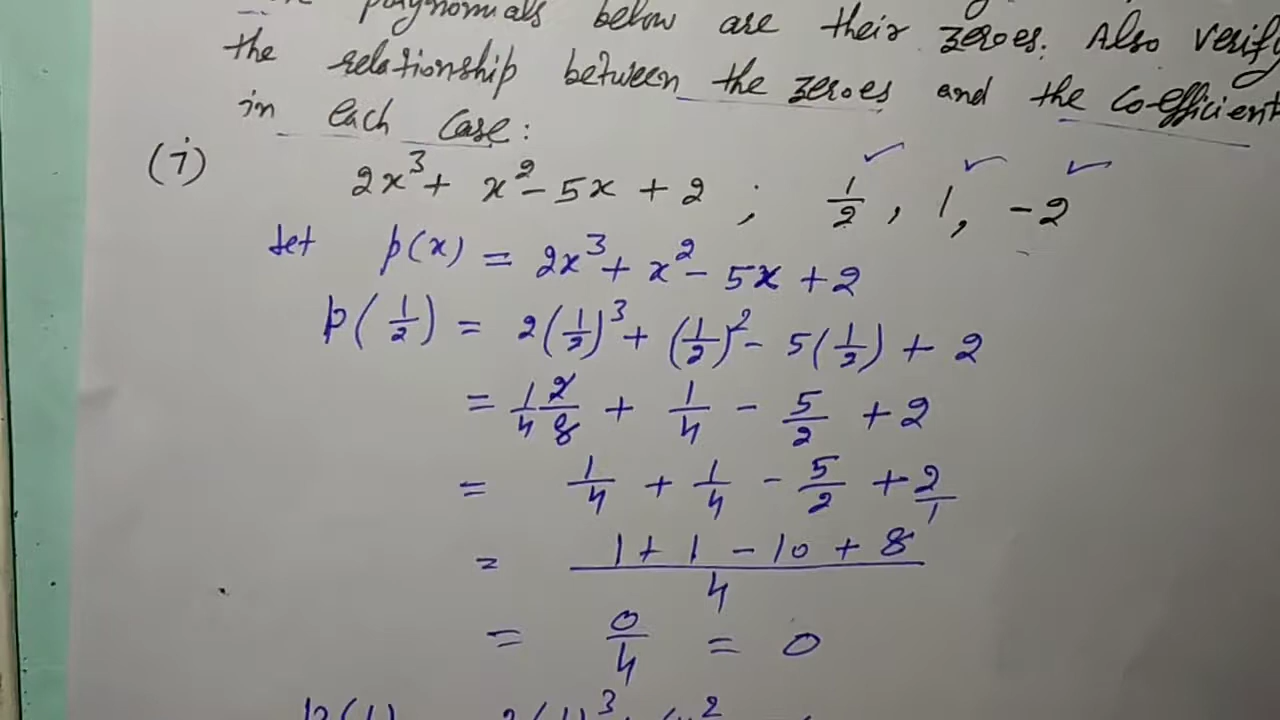 polynomials below are their zeroes. Also verify
the relationship between the zeroes and the co-efficient
in each case:
(i) 2x³ + x² - 5x + 2 ; 1/2, 1, -2
Let p(x) = 2x³ + x² - 5x + 2
p(1/2) = 2(1/2)³ + (1/2)² - 5(1/2) + 2
= 1/4 2/8 + 1/4 - 5/2 + 2
= 1/4 + 1/4 - 5/2 + 2/1
= (1 + 1 - 10 + 8)/4
= 0/4 = 0